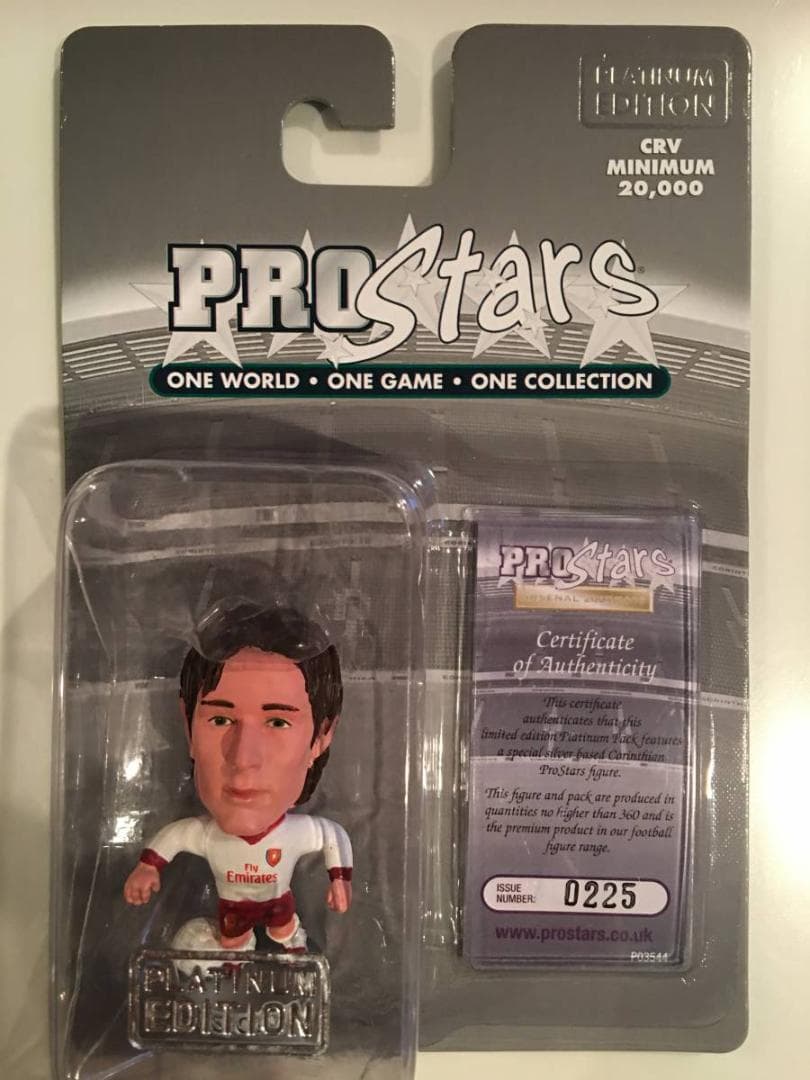 PLATINUM
EDITION
CRV
MINIMUM
20,000
PROStars
ONE WORLD • ONE GAME • ONE COLLECTION
PROStars
ARSENAL
Certificate
of Authenticity
This certificate
authenticates that this
limited edition Platinum Pack features
a special silver based Corinthian
ProStars figure.
This figure and pack are produced in
quantities no higher than 360 and is
the premium product in our football
figure range.
ISSUE
NUMBER: 0225
www.prostars.co.uk
P03544
Fly
Emirates
PLATINUM
EDITION